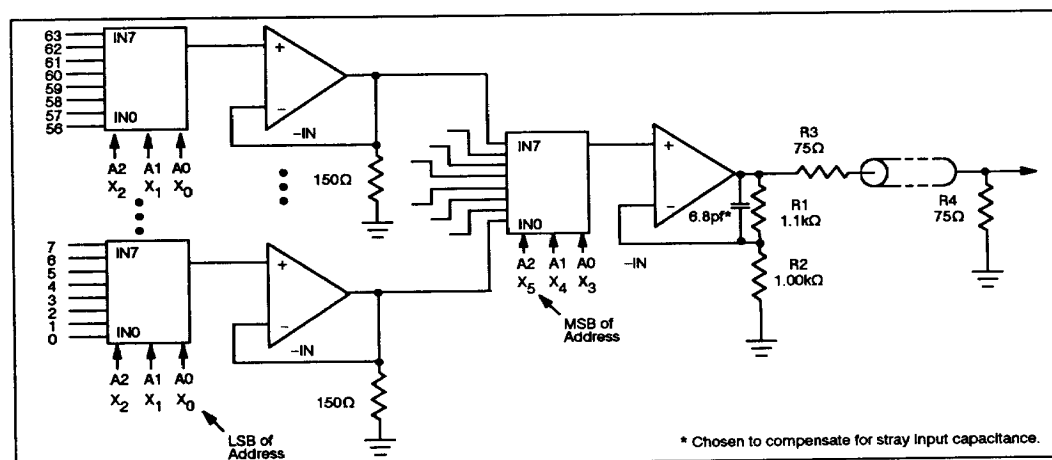 63
62
61
60
59
58
57
56
IN7
IN0
+
−
−IN
150Ω
A2 A1 A0
X2 X1 X0
7
6
5
4
3
2
1
0
IN7
IN0
+
−
−IN
150Ω
A2 A1 A0
X2 X1 X0
LSB of
Address
IN7
IN0
A2 A1 A0
X5 X4 X3
MSB of
Address
+
−
−IN
6.8pf*
R1
1.1kΩ
R2
1.00kΩ
R3
75Ω
R4
75Ω
* Chosen to compensate for stray input capacitance.